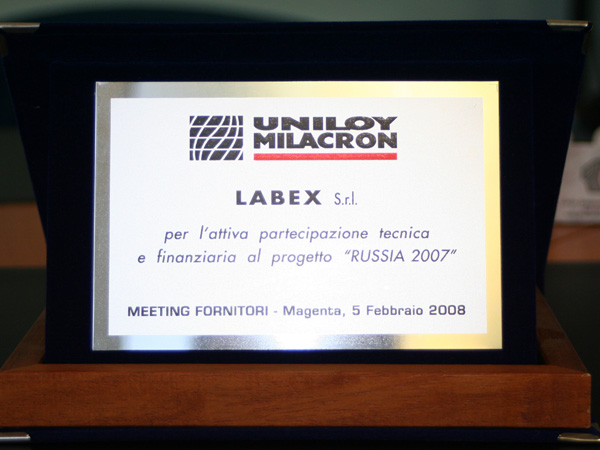 UNILOY
MILACRON
LABEX S.r.l.
per l'attiva partecipazione tecnica
e finanziaria al progetto "RUSSIA 2007"
MEETING FORNITORI - Magenta, 5 Febbraio 2008